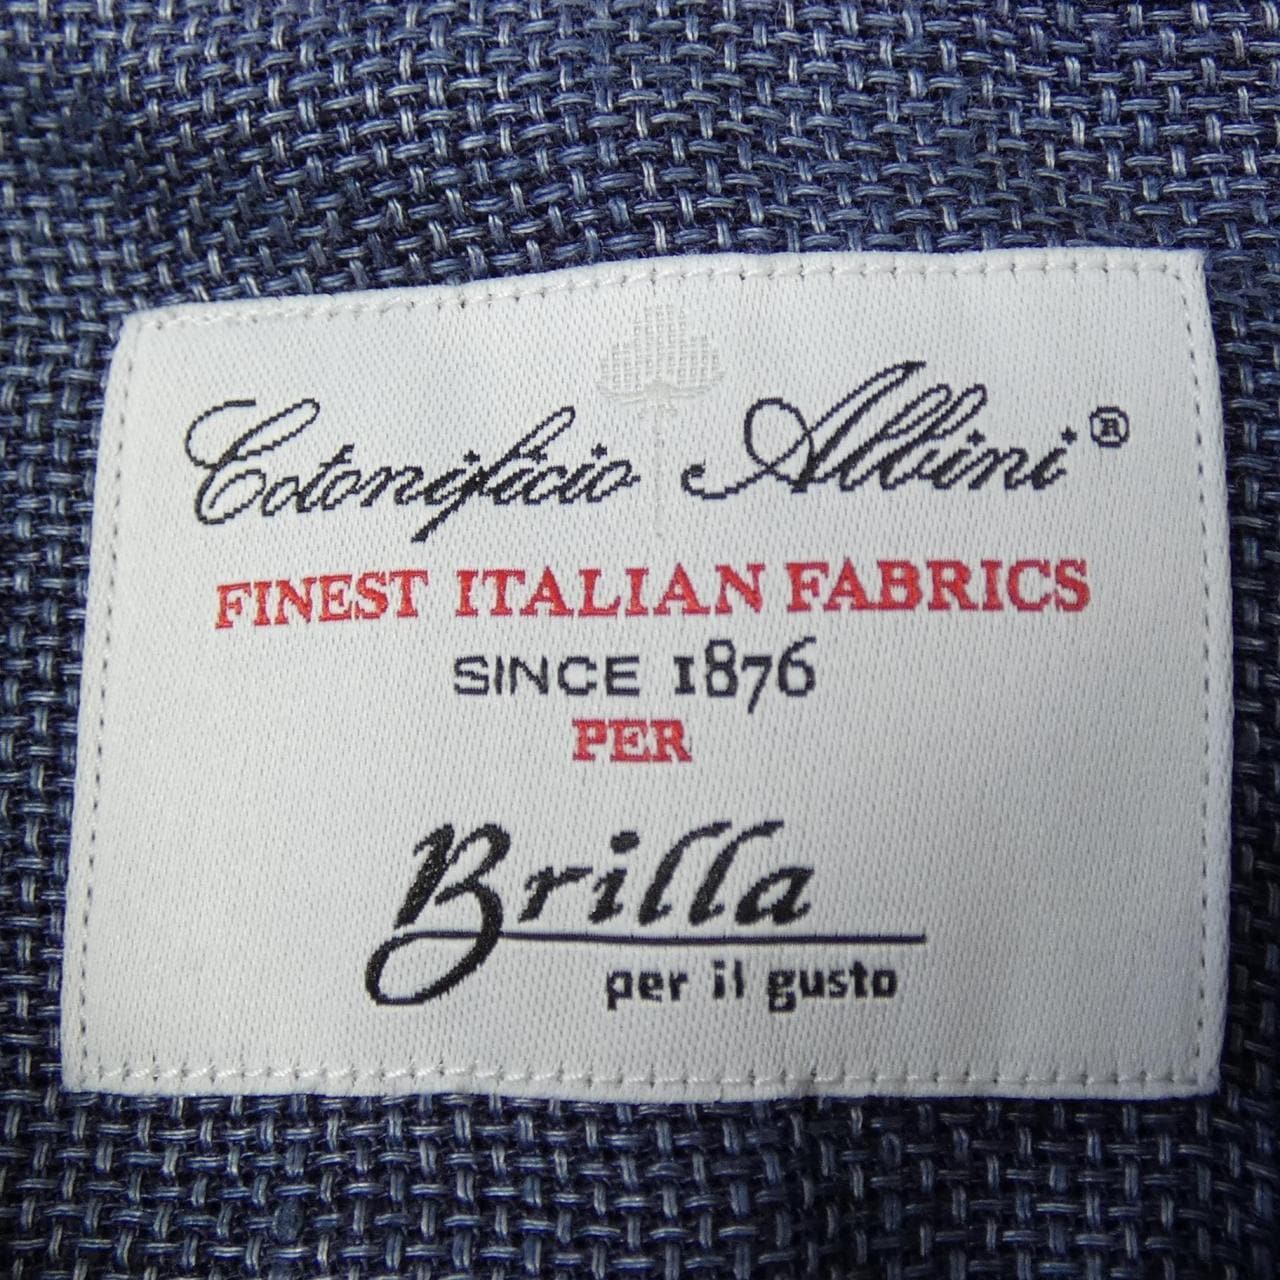 Cotonificio Albini®
FINEST ITALIAN FABRICS
SINCE 1876
PER
Brilla
per il gusto